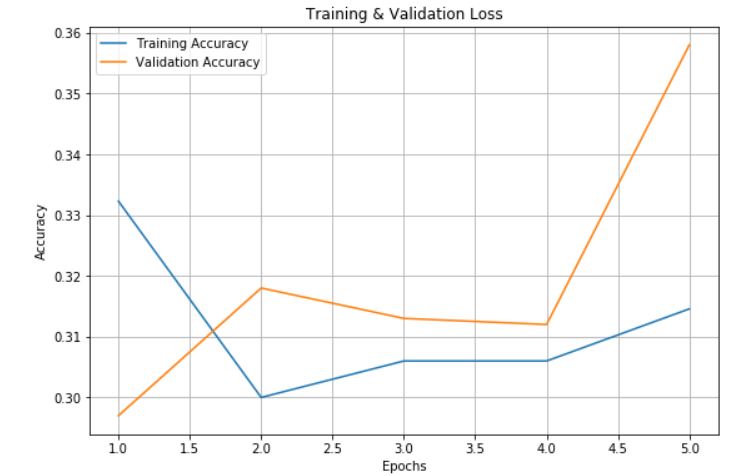 Training & Validation Loss
Training Accuracy
Validation Accuracy
0.36
0.35
0.34
0.33
0.32
0.31
0.30
Accuracy
1.0 1.5 2.0 2.5 3.0 3.5 4.0 4.5 5.0
Epochs